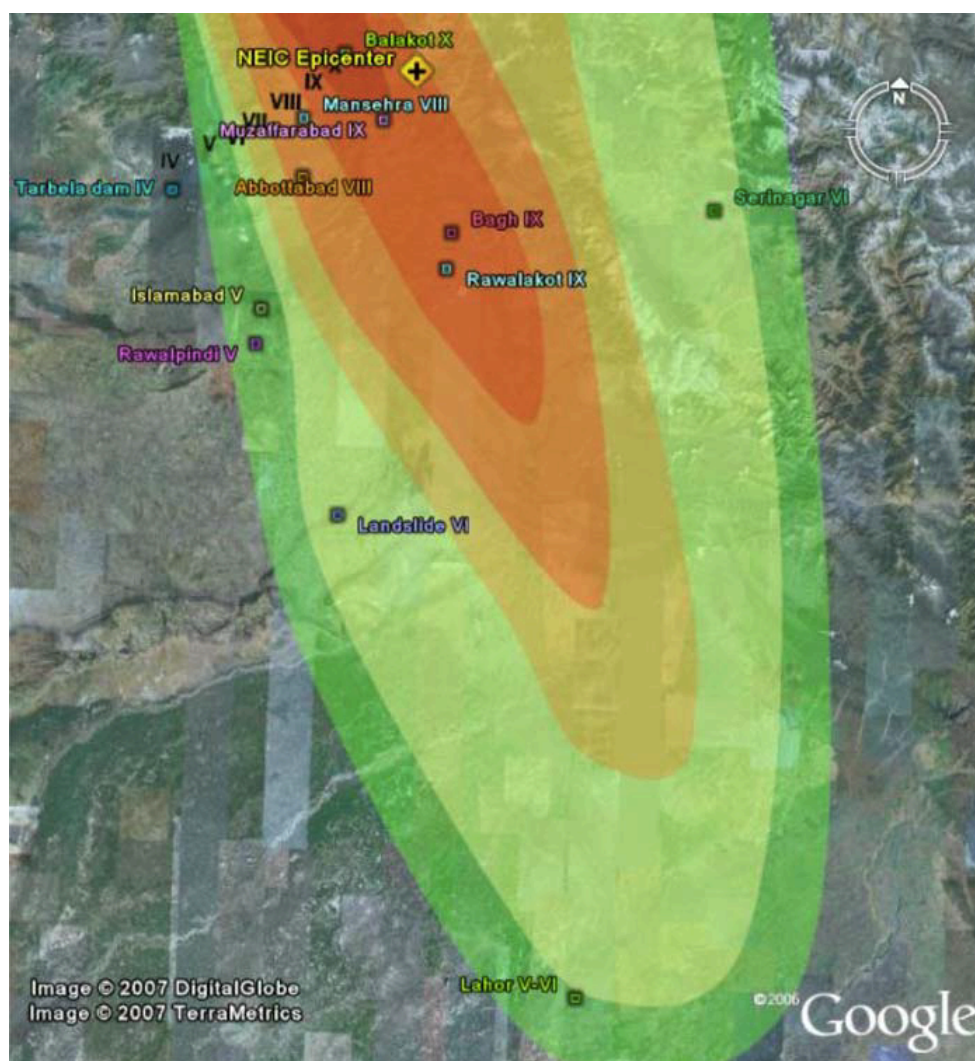 Balakot X
NEIC Epicenter
X
IX
VIII
Mansehra VIII
VII
Muzaffarabad IX
VI
V
IV
Tarbela dam IV
Abbottabad VIII
Serinagar VI
Bagh IX
Rawalakot IX
Islamabad V
Rawalpindi V
Landslide VI
Lahor V-VI
Image © 2007 DigitalGlobe
Image © 2007 TerraMetrics
©2006
Google
N